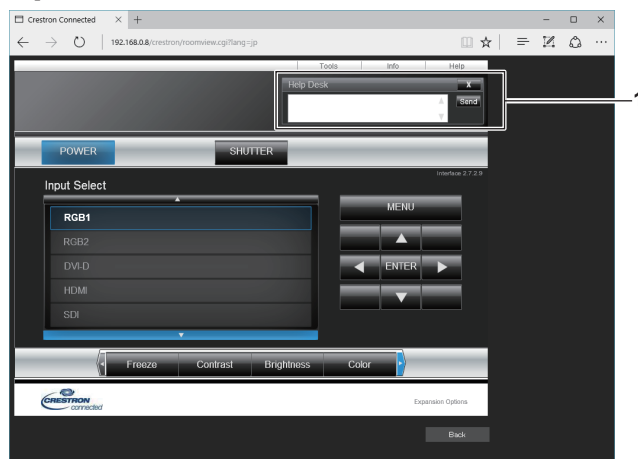 Crestron Connected
192.168.0.8/crestron/roomview.cgi?lang=jp
Tools Info Help
Help Desk X
Send
1
POWER SHUTTER
Interface 2.7.2.9
Input Select
RGB1
RGB2
DVI-D
HDMI
SDI
MENU
ENTER
Freeze Contrast Brightness Color
CRESTRON
connected
Expansion Options
Back